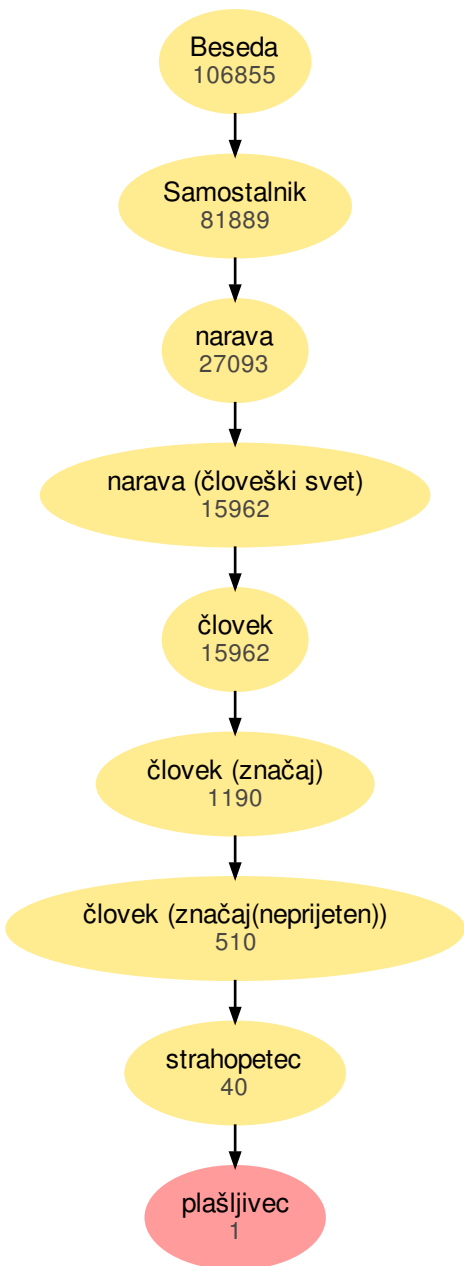 Beseda
106855
Samostalnik
81889
narava
27093
narava (človeški svet)
15962
človek
15962
človek (značaj)
1190
človek (značaj(neprijeten))
510
strahopetec
40
plašljivec
1